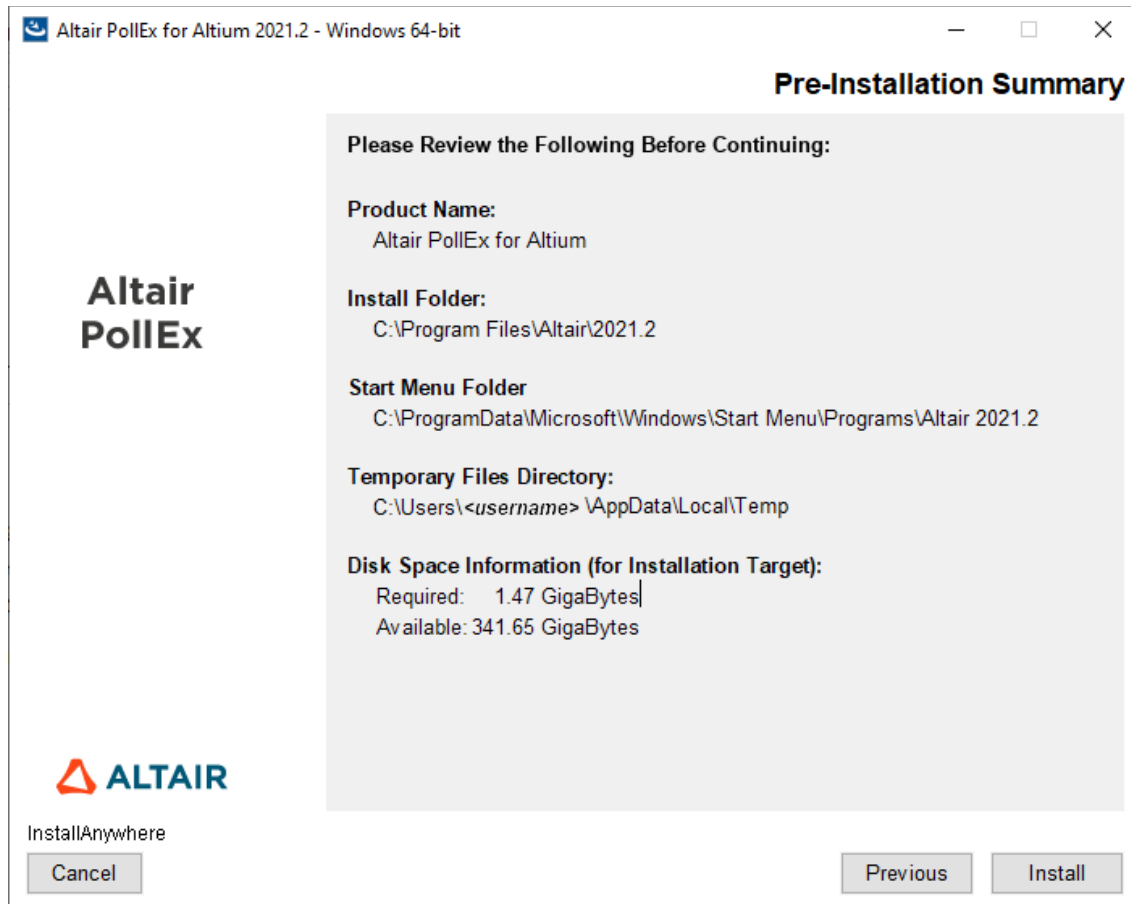 Altair PollEx for Altium 2021.2 - Windows 64-bit
Pre-Installation Summary
Altair
PollEx
Please Review the Following Before Continuing:
Product Name:
Altair PollEx for Altium
Install Folder:
C:\Program Files\Altair\2021.2
Start Menu Folder
C:\ProgramData\Microsoft\Windows\Start Menu\Programs\Altair 2021.2
Temporary Files Directory:
C:\Users\<username> \AppData\Local\Temp
Disk Space Information (for Installation Target):
Required: 1.47 GigaBytes
Available: 341.65 GigaBytes
ALTAIR
InstallAnywhere
Cancel Previous Install